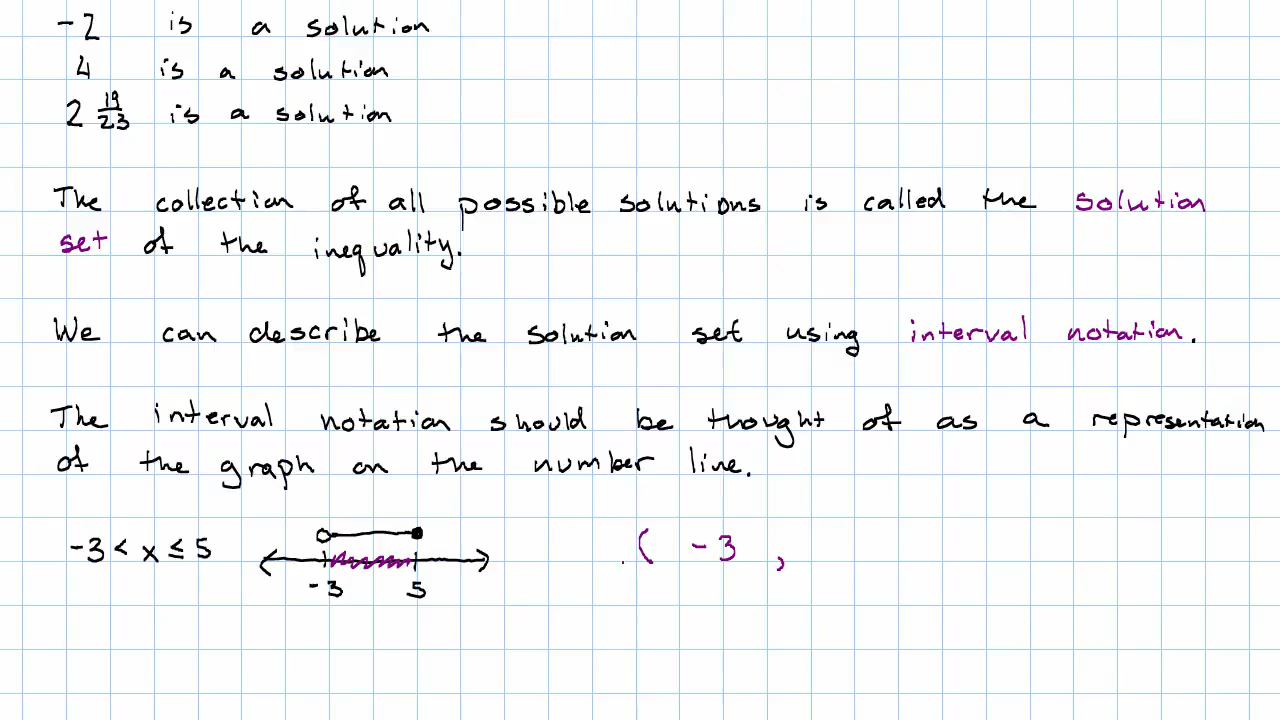 -2 is a solution
4 is a solution
2 19/23 is a solution
The collection of all possible solutions is called the solution
set of the inequality.
We can describe the solution set using interval notation.
The interval notation should be thought of as a representation
of the graph on the number line.
-3 < x ≤ 5
-3 5
( -3 ,